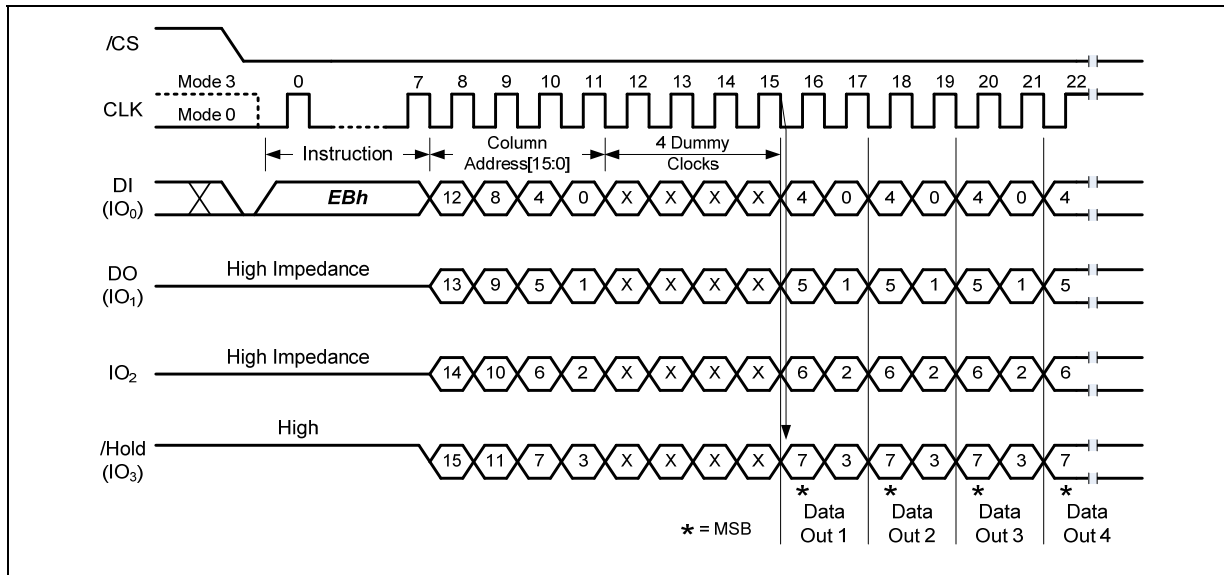 /CS
Mode 3 0 7 8 9 10 11 12 13 14 15 16 17 18 19 20 21 22
CLK
Mode 0
Instruction
Column
Address[15:0]
4 Dummy
Clocks
DI
(IO0)
EBh 12 8 4 0 X X X X 4 0 4 0 4 0 4
High Impedance
DO
(IO1)
13 9 5 1 X X X X 5 1 5 1 5 1 5
High Impedance
IO2
14 10 6 2 X X X X 6 2 6 2 6 2 6
High
/Hold
(IO3)
15 11 7 3 X X X X 7 3 7 3 7 3 7
* * * *
* = MSB
Data
Out 1
Data
Out 2
Data
Out 3
Data
Out 4